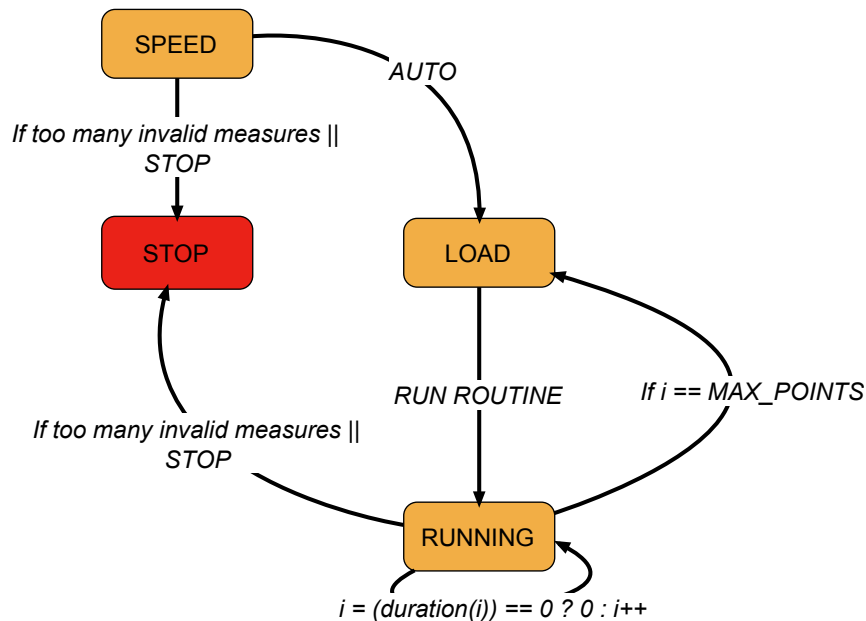 SPEED
AUTO
If too many invalid measures ||
STOP
STOP
LOAD
RUN ROUTINE
If i == MAX_POINTS
If too many invalid measures ||
STOP
RUNNING
i = (duration(i)) == 0 ? 0 : i++